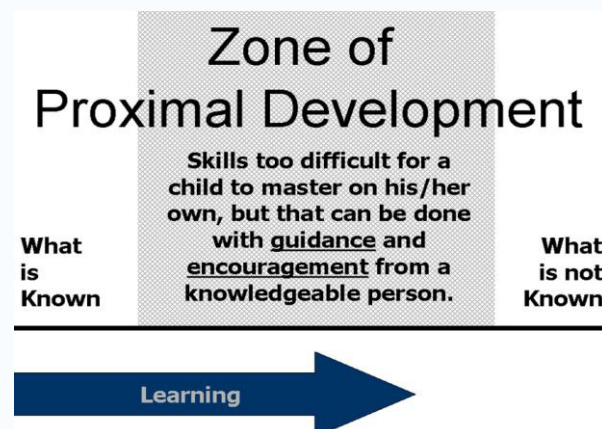 Zone of
Proximal Development
Skills too difficult for a
child to master on his/her
own, but that can be done
with guidance and
encouragement from a
knowledgeable person.
What
is
Known
What
is not
Known
Learning